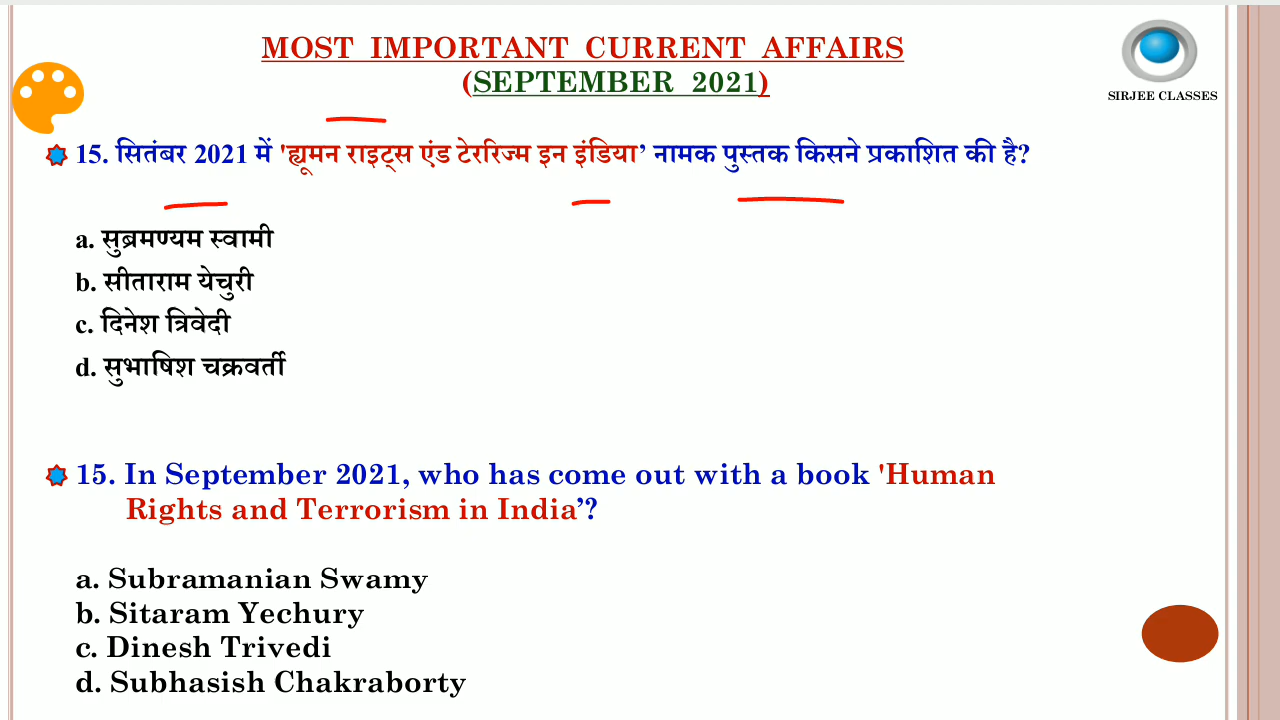 MOST IMPORTANT CURRENT AFFAIRS
(SEPTEMBER 2021)
SIRJEE CLASSES
15. सितंबर 2021 में 'ह्यूमन राइट्स एंड टेररिज्म इन इंडिया’ नामक पुस्तक किसने प्रकाशित की है?
a. सुब्रमण्यम स्वामी
b. सीताराम येचुरी
c. दिनेश त्रिवेदी
d. सुभाषिश चक्रवर्ती
15. In September 2021, who has come out with a book 'Human
Rights and Terrorism in India’?
a. Subramanian Swamy
b. Sitaram Yechury
c. Dinesh Trivedi
d. Subhasish Chakraborty